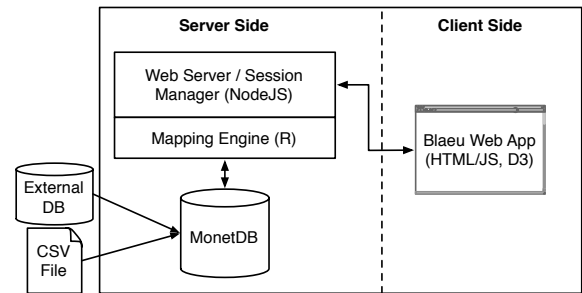 Server Side
Client Side
Web Server / Session
Manager (NodeJS)
Mapping Engine (R)
Blaeu Web App
(HTML/JS, D3)
External
DB
MonetDB
CSV
File